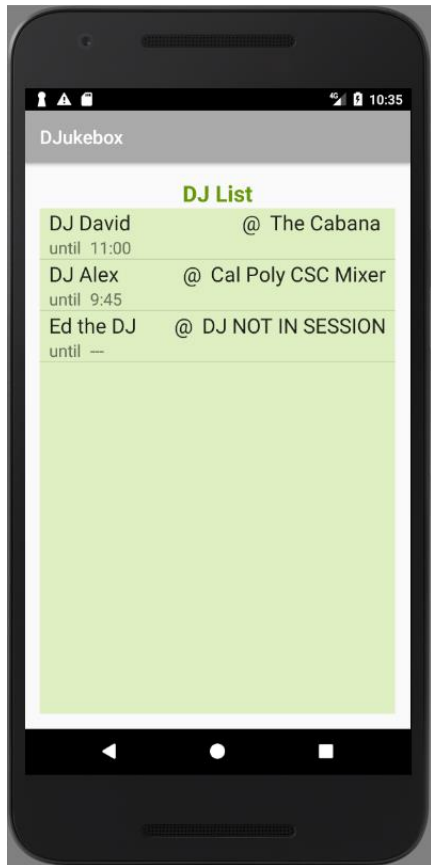 4G 10:35
DJukebox
DJ List
DJ David @ The Cabana
until 11:00
DJ Alex @ Cal Poly CSC Mixer
until 9:45
Ed the DJ @ DJ NOT IN SESSION
until ---